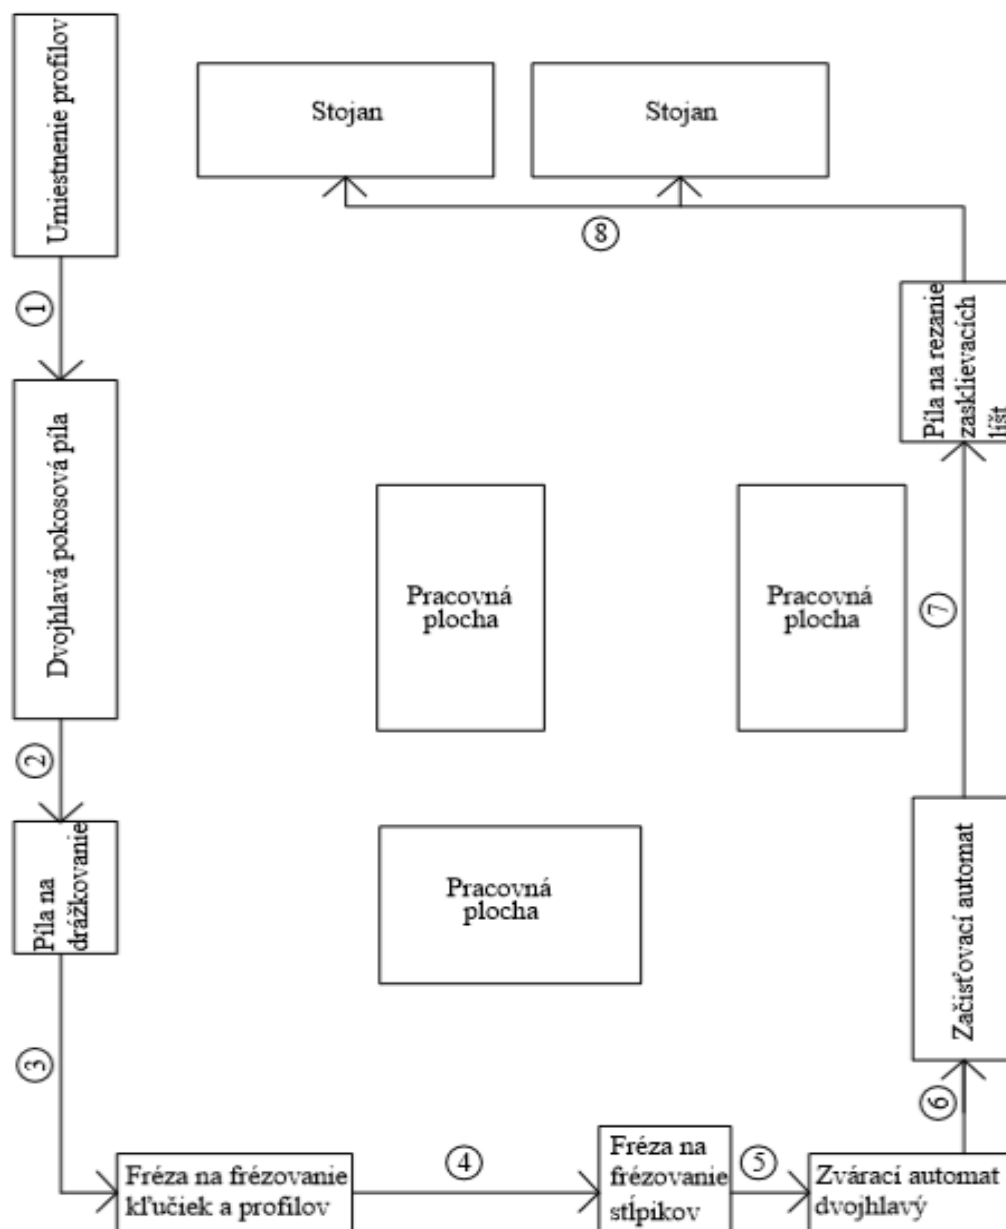 Umiestnenie profilov
Stojan
Stojan
8
1
Píla na rezanie
zasklievacích
líšt
Dvojhlavá pokosová píla
Pracovná
plocha
Pracovná
plocha
7
2
Píla na
drážkovanie
Pracovná
plocha
Začisťovací automat
3
6
Fréza na frézovanie
kľučiek a profilov
4
Fréza na
frézovanie
stĺpikov
5
Zvárací automat
dvojhlavý